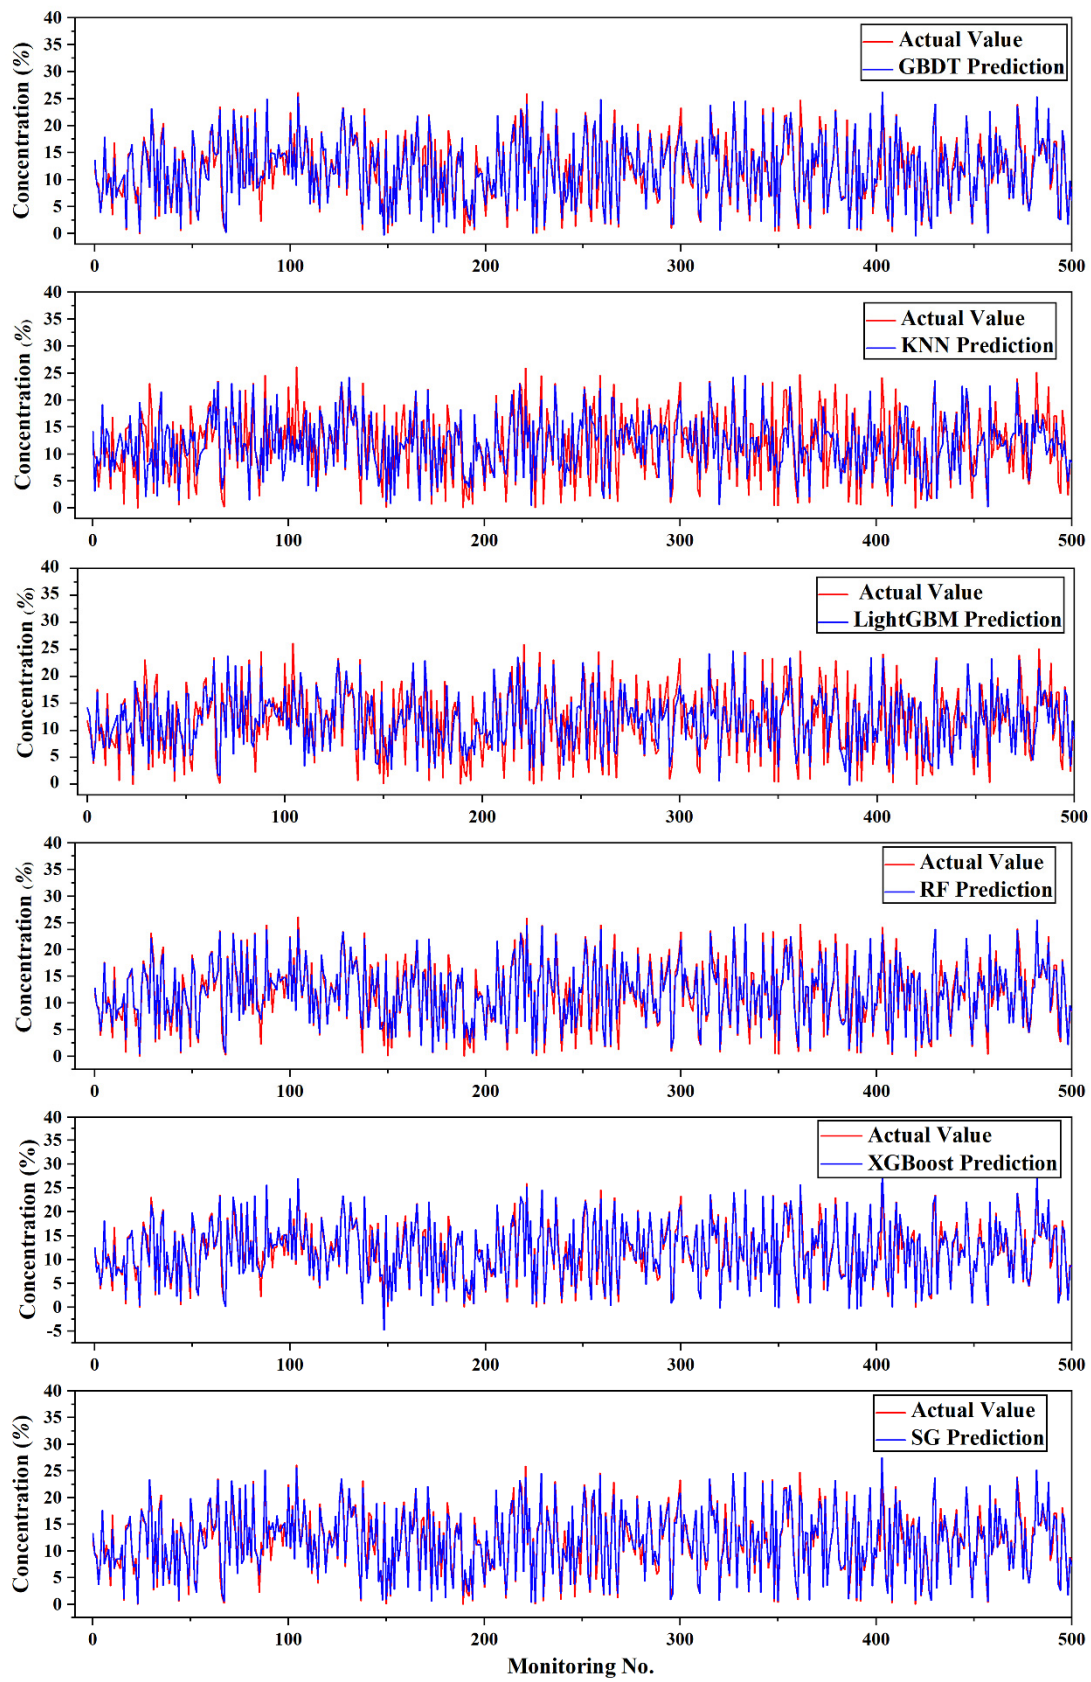 40
35
30
25
20
15
10
5
0
Concentration (%)
Actual Value
GBDT Prediction
0 100 200 300 400 500
40
35
30
25
20
15
10
5
0
Concentration (%)
Actual Value
KNN Prediction
0 100 200 300 400 500
40
35
30
25
20
15
10
5
0
Concentration (%)
Actual Value
LightGBM Prediction
0 100 200 300 400 500
40
35
30
25
20
15
10
5
0
Concentration (%)
Actual Value
RF Prediction
0 100 200 300 400 500
40
35
30
25
20
15
10
5
0
-5
Concentration (%)
Actual Value
XGBoost Prediction
0 100 200 300 400 500
40
35
30
25
20
15
10
5
0
Concentration (%)
Actual Value
SG Prediction
0 100 200 300 400 500
Monitoring No.